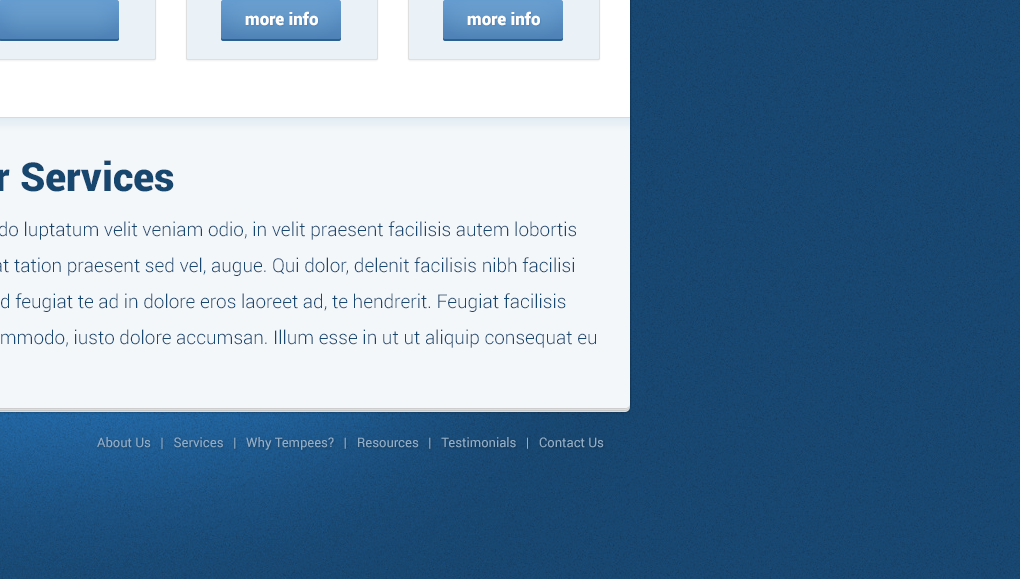 more info
more info
r Services
do luptatum velit veniam odio, in velit praesent facilisis autem lobortis
at tation praesent sed vel, augue. Qui dolor, delenit facilisis nibh facilisi
d feugiat te ad in dolore eros laoreet ad, te hendrerit. Feugiat facilisis
mmodo, iusto dolore accumsan. Illum esse in ut ut aliquip consequat eu
About Us | Services | Why Tempees? | Resources | Testimonials | Contact Us